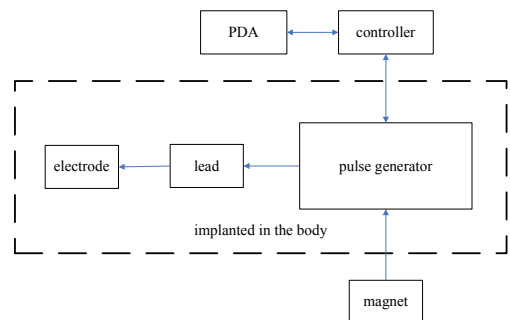 PDA
controller
electrode
lead
pulse generator
implanted in the body
magnet